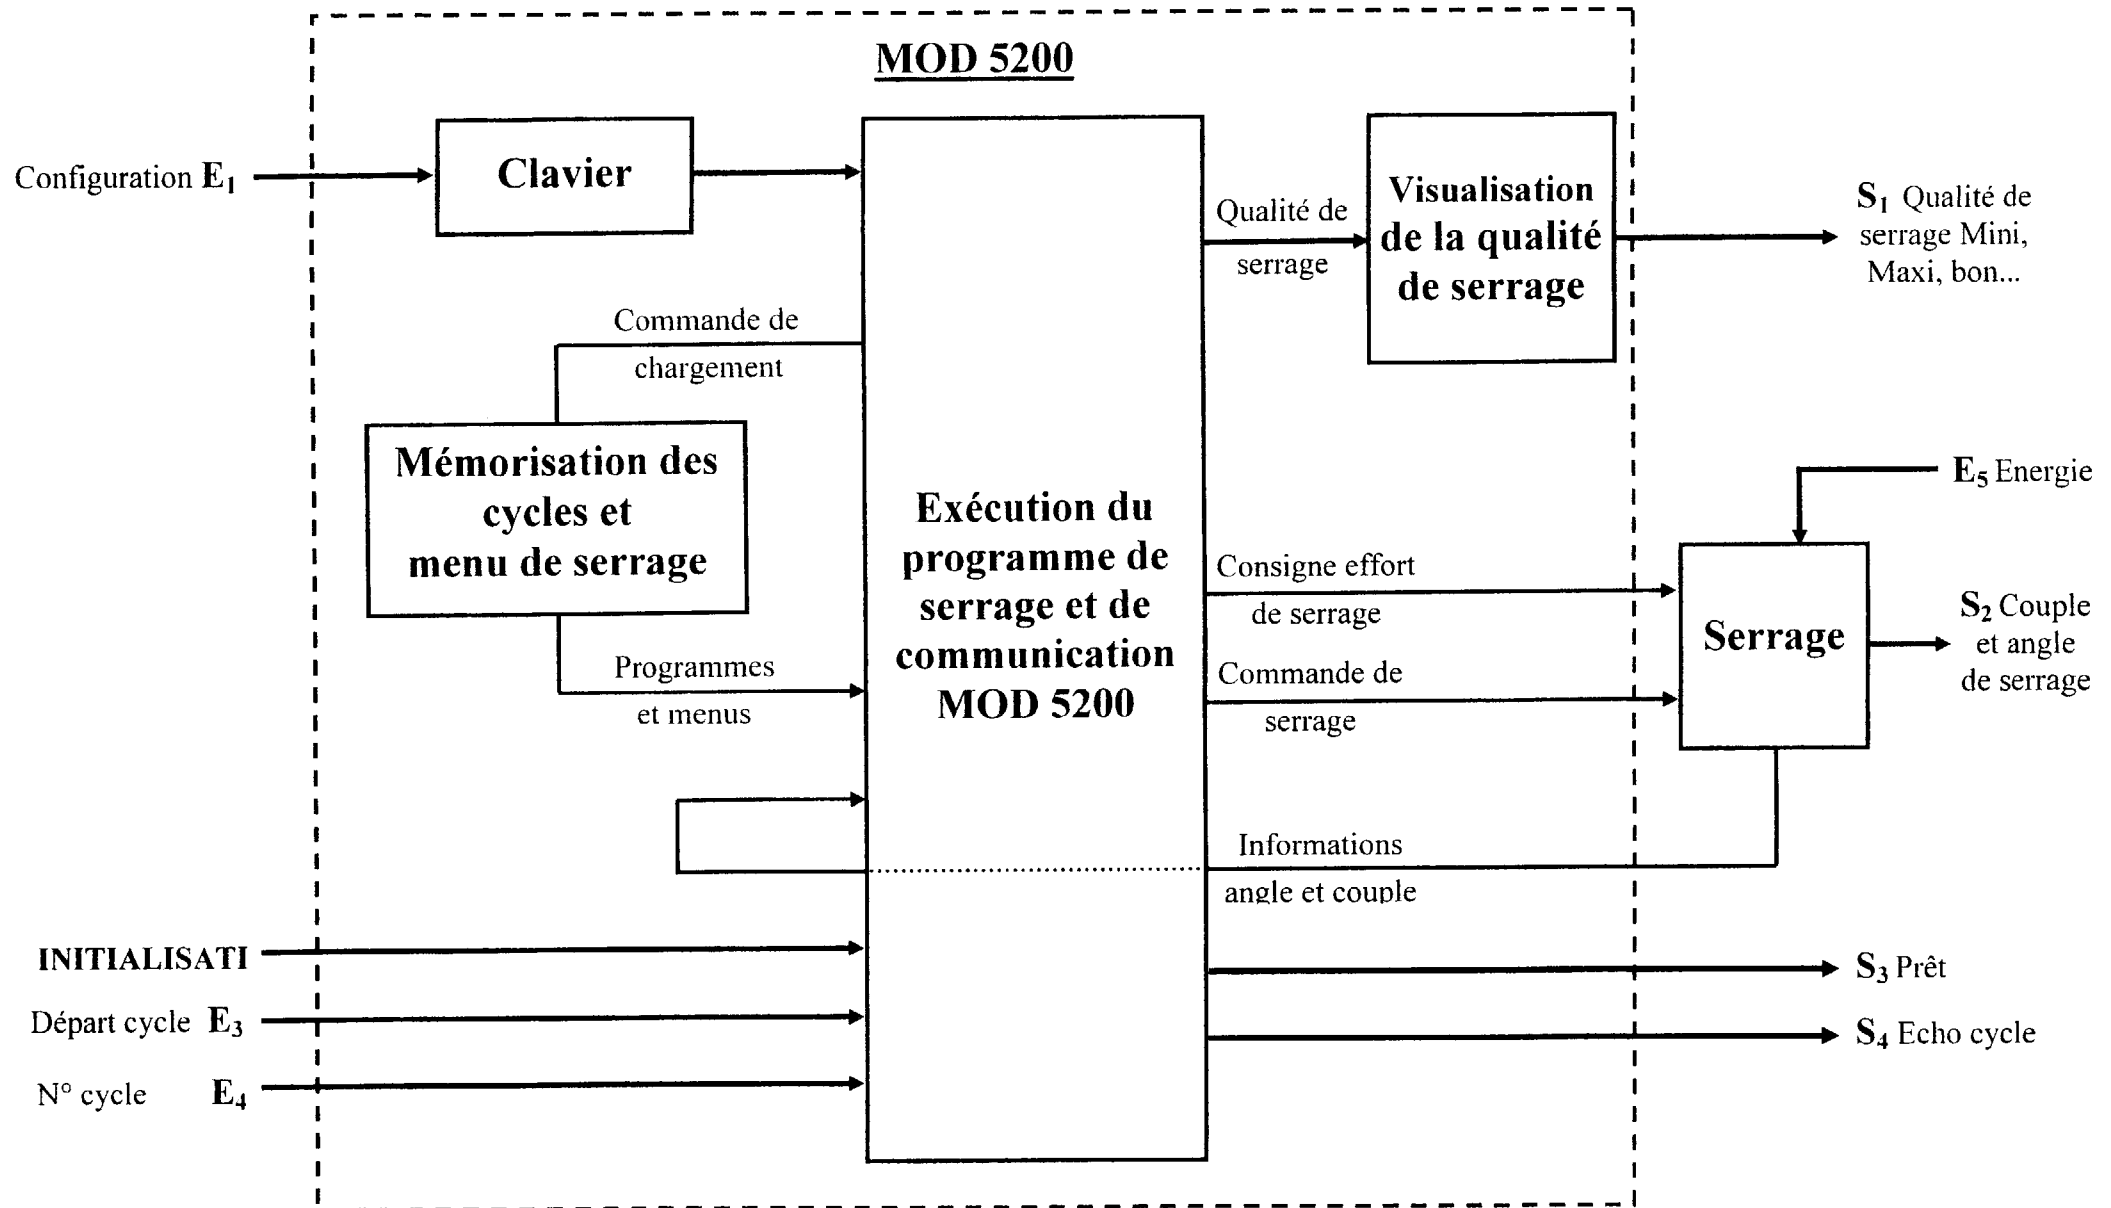 MOD 5200
Configuration E1
Clavier
Qualité de
serrage
Visualisation
de la qualité
de serrage
S1 Qualité de
serrage Mini,
Maxi, bon...
Commande de
chargement
Mémorisation des
cycles et
menu de serrage
Programmes
et menus
Exécution du
programme de
serrage et de
communication
MOD 5200
E5 Energie
Consigne effort
de serrage
Commande de
serrage
Serrage
S2 Couple
et angle
de serrage
Informations
angle et couple
INITIALISATI
Départ cycle E3
N° cycle E4
S3 Prêt
S4 Echo cycle